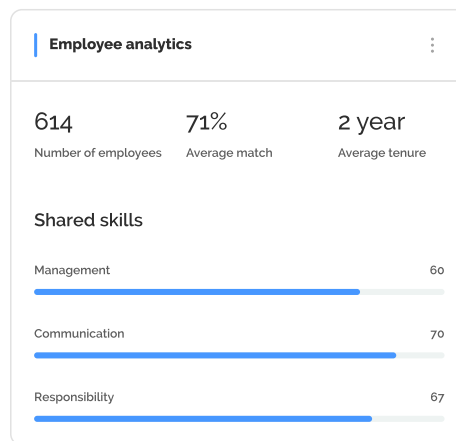 Employee analytics
614 71% 2 year
Number of employees Average match Average tenure
Shared skills
Management 60
Communication 70
Responsibility 67